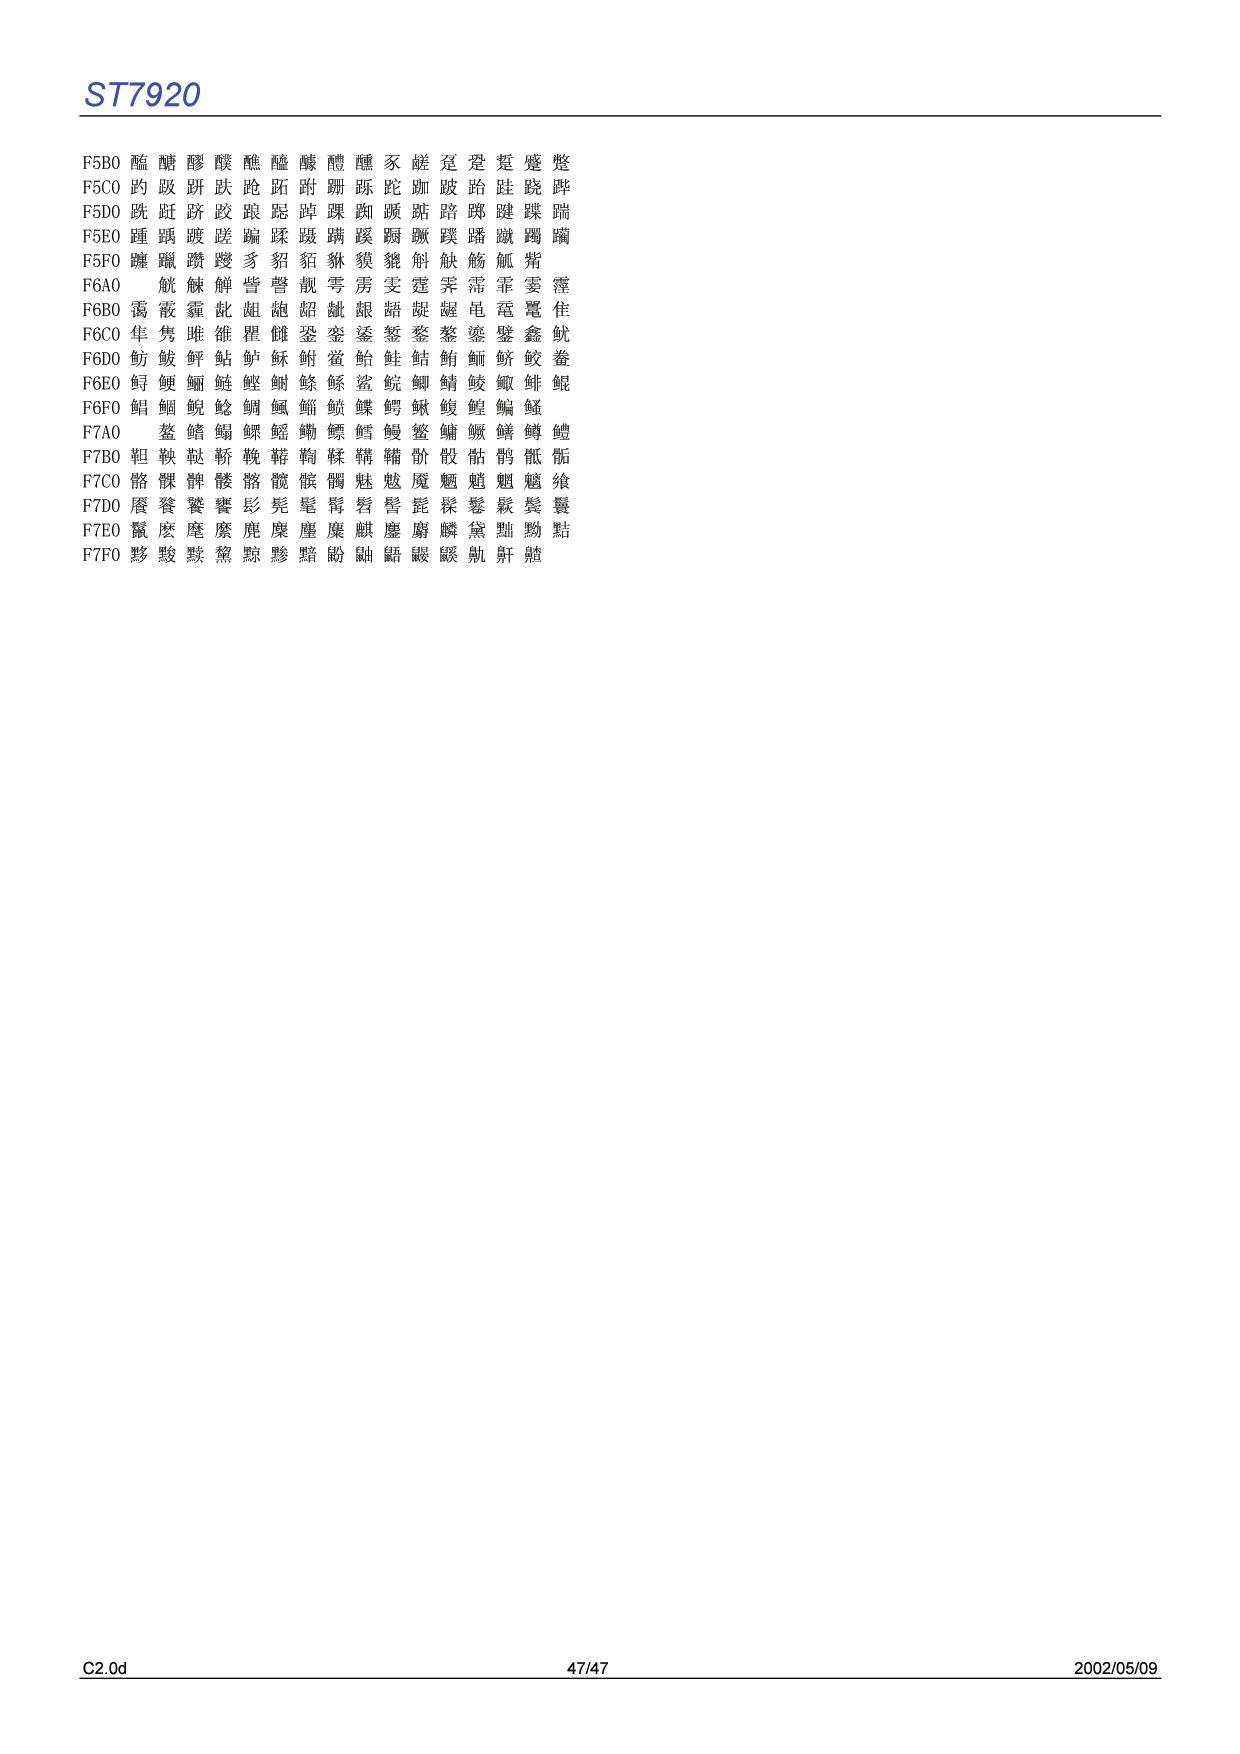 ST7920
F5B0 醢 醣 醪 醭 醮 醯 醵 醴 醺 豕 鹾 趸 跫 踅 蹙 蹩
F5C0 趵 趿 趼 趺 跄 跖 跗 跚 跞 跎 跏 跛 跆 跬 跷 跸
F5D0 跣 跹 跻 跤 踉 跽 踔 踝 踟 踬 踮 踣 踯 踺 蹀 踹
F5E0 踵 踽 踱 蹉 蹁 蹂 蹑 蹒 蹊 蹰 蹶 蹼 蹯 蹴 躅 躏
F5F0 躔 躐 躜 躞 豸 貂 貊 貅 貘 貔 斛 觖 觞 觚 觜
F6A0 觥 觫 觯 訾 謦 靓 雩 雳 雯 霆 霁 霈 霏 霎 霪
F6B0 霭 霰 霾 龀 龃 龅 龆 龇 龈 龉 龊 龌 黾 鼋 鼍 隹
F6C0 隼 隽 雎 雒 瞿 雠 銎 銮 鋈 錾 鍪 鏊 鎏 鐾 鑫 鱿
F6D0 鲂 鲅 鲆 鲇 鲈 稣 鲋 鲎 鲐 鲑 鲒 鲔 鲕 鲚 鲛 鲞
F6E0 鲟 鲠 鲡 鲢 鲣 鲥 鲦 鲧 鲨 鲩 鲫 鲭 鲮 鲰 鲱 鲲
F6F0 鲳 鲴 鲵 鲶 鲷 鲺 鲻 鲼 鲽 鳄 鳅 鳆 鳇 鳊 鳋
F7A0 鳌 鳍 鳎 鳏 鳐 鳓 鳔 鳕 鳗 鳘 鳙 鳜 鳝 鳟 鳢
F7B0 靼 鞅 鞑 鞒 鞔 鞯 鞫 鞣 鞲 鞴 骱 骰 骷 鹘 骶 骺
F7C0 骼 髁 髀 髅 髂 髋 髌 髑 魅 魃 魇 魉 魈 魍 魑 飨
F7D0 餍 餮 饕 饔 髟 髡 髦 髯 髫 髻 髭 髹 鬈 鬏 鬓 鬟
F7E0 鬣 麽 麾 縻 麂 麇 麈 麋 麒 鏖 麝 麟 黛 黜 黝 黠
F7F0 黟 黢 黩 黧 黥 黪 黯 鼢 鼬 鼯 鼹 鼷 鼽 鼾 齄
C2.0d 47/47 2002/05/09